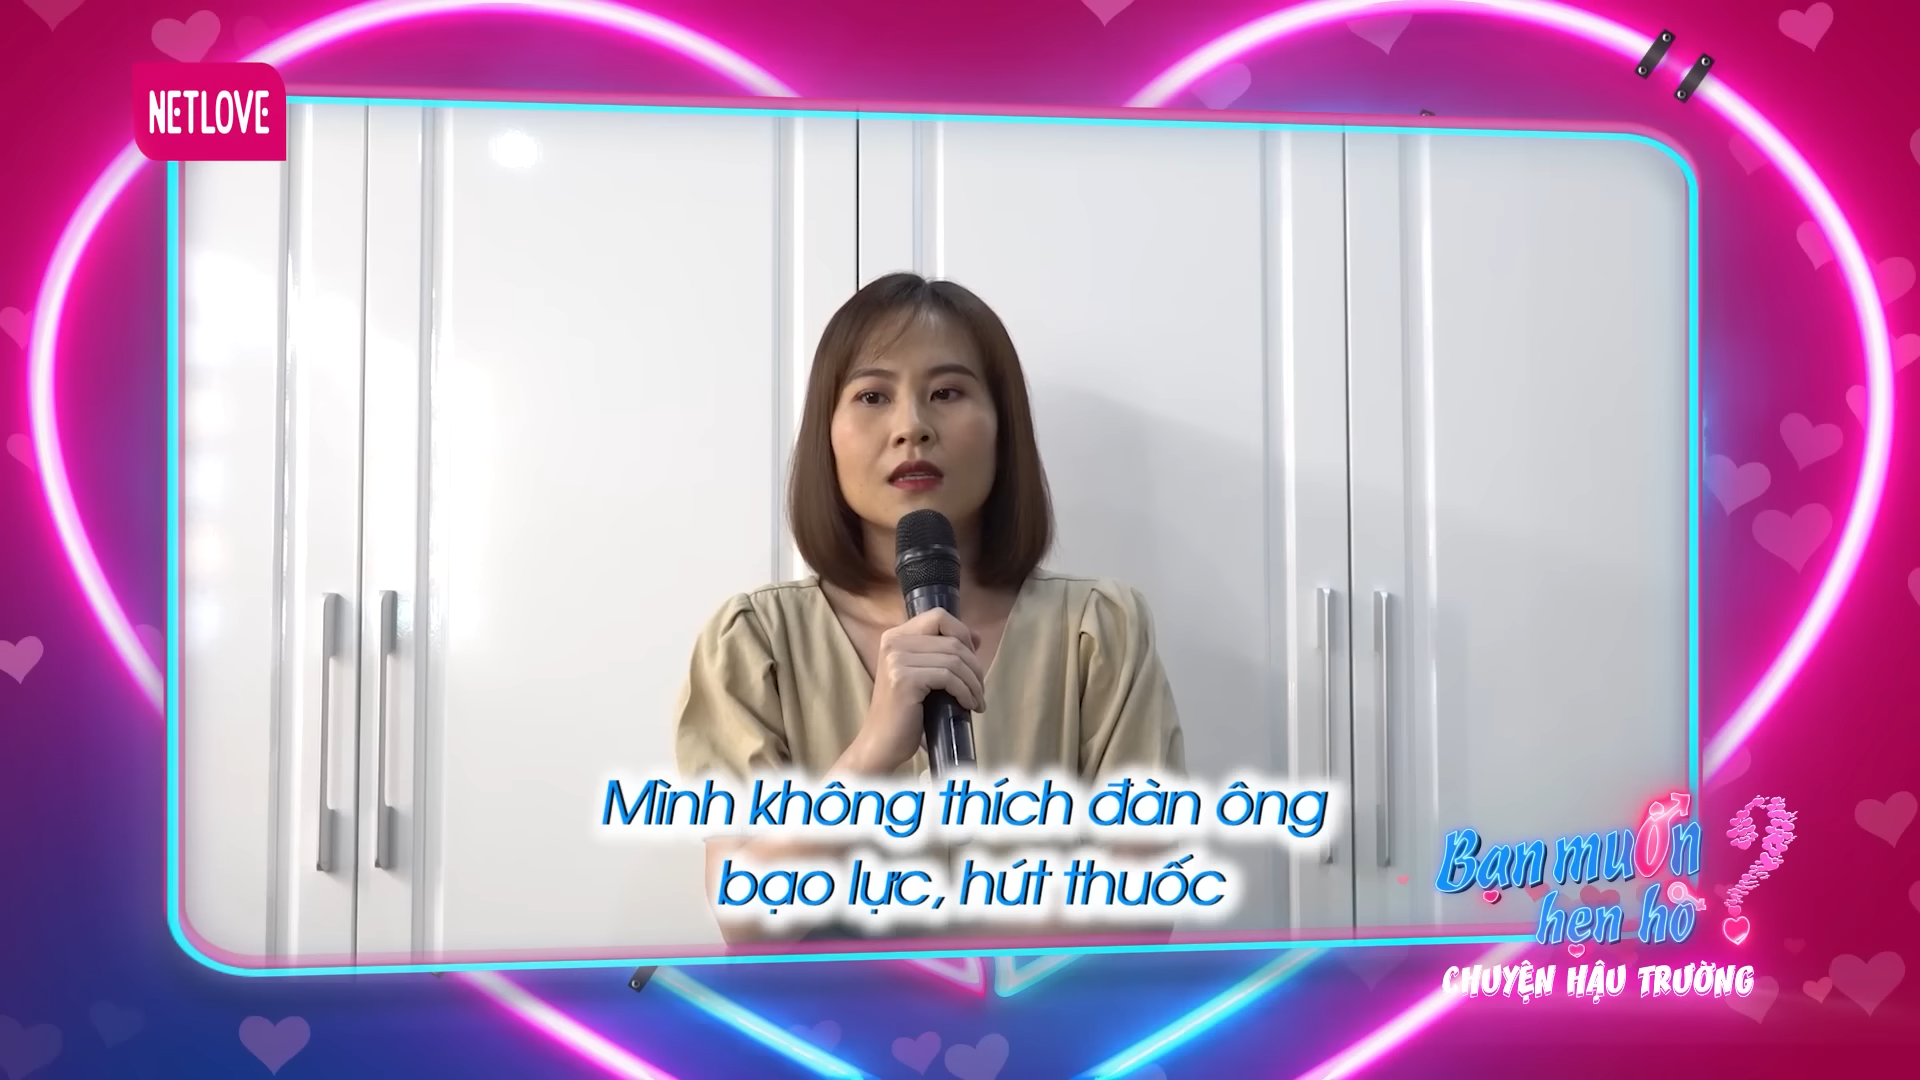 NETLOVE
Mình không thích đàn ông
bạo lực, hút thuốc
Bạn muốn
hẹn hò?
CHUYỆN HẬU TRƯỜNG